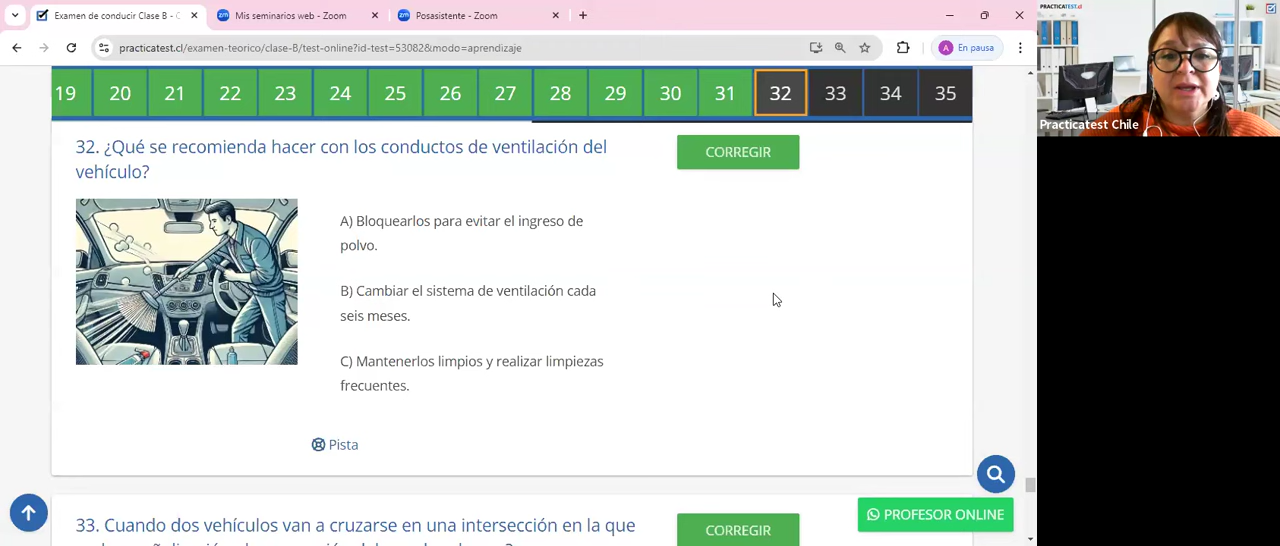 Examen de conducir Clase B - C
Mis seminarios web - Zoom
Posasistente - Zoom
practicatest.cl/examen-teorico/clase-B/test-online?id-test=53082&modo=aprendizaje
A
En pausa
PRACTICATEST.CL
Practicatest Chile
19 20 21 22 23 24 25 26 27 28 29 30 31 32 33 34 35
32. ¿Qué se recomienda hacer con los conductos de ventilación del
vehículo?
CORREGIR
A) Bloquearlos para evitar el ingreso de
polvo.
B) Cambiar el sistema de ventilación cada
seis meses.
C) Mantenerlos limpios y realizar limpiezas
frecuentes.
Pista
PROFESOR ONLINE
33. Cuando dos vehículos van a cruzarse en una intersección en la que
CORREGIR